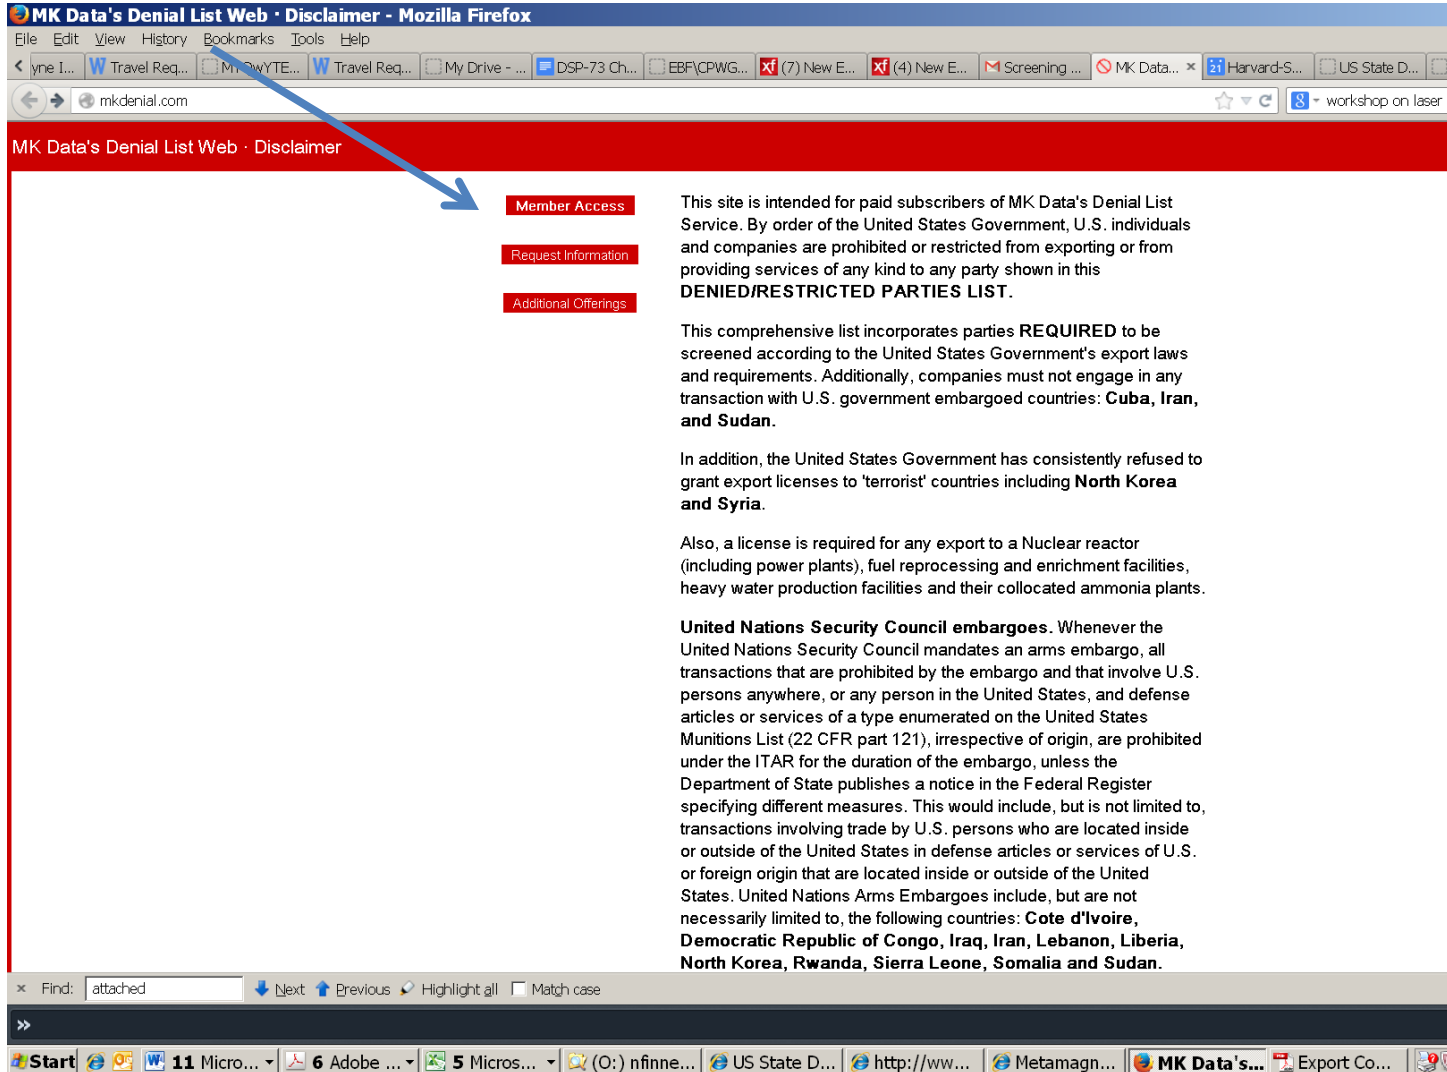 MK Data's Denial List Web · Disclaimer - Mozilla Firefox
File Edit View History Bookmarks Tools Help
yne I... Travel Req... Travel Req... My Drive - ... DSP-73 Ch... EBF\CPWG... (7) New E... (4) New E... Screening ... MK Data... × Harvard-S... US State D...
mkdenial.com workshop on laser
MK Data's Denial List Web · Disclaimer
Member Access
Request Information
Additional Offerings
This site is intended for paid subscribers of MK Data's Denial List
Service. By order of the United States Government, U.S. individuals
and companies are prohibited or restricted from exporting or from
providing services of any kind to any party shown in this
DENIED/RESTRICTED PARTIES LIST.
This comprehensive list incorporates parties REQUIRED to be
screened according to the United States Government's export laws
and requirements. Additionally, companies must not engage in any
transaction with U.S. government embargoed countries: Cuba, Iran,
and Sudan.
In addition, the United States Government has consistently refused to
grant export licenses to 'terrorist' countries including North Korea
and Syria.
Also, a license is required for any export to a Nuclear reactor
(including power plants), fuel reprocessing and enrichment facilities,
heavy water production facilities and their collocated ammonia plants.
United Nations Security Council embargoes. Whenever the
United Nations Security Council mandates an arms embargo, all
transactions that are prohibited by the embargo and that involve U.S.
persons anywhere, or any person in the United States, and defense
articles or services of a type enumerated on the United States
Munitions List (22 CFR part 121), irrespective of origin, are prohibited
under the ITAR for the duration of the embargo, unless the
Department of State publishes a notice in the Federal Register
specifying different measures. This would include, but is not limited to,
transactions involving trade by U.S. persons who are located inside
or outside of the United States in defense articles or services of U.S.
or foreign origin that are located inside or outside of the United
States. United Nations Arms Embargoes include, but are not
necessarily limited to, the following countries: Cote d'Ivoire,
Democratic Republic of Congo, Iraq, Iran, Lebanon, Liberia,
North Korea, Rwanda, Sierra Leone, Somalia and Sudan.
× Find: attached Next Previous Highlight all Match case
»
Start 11 Micro... 6 Adobe ... 5 Micros... (O:) nfinne... US State D... http://ww... Metamagn... MK Data's... Export Co...